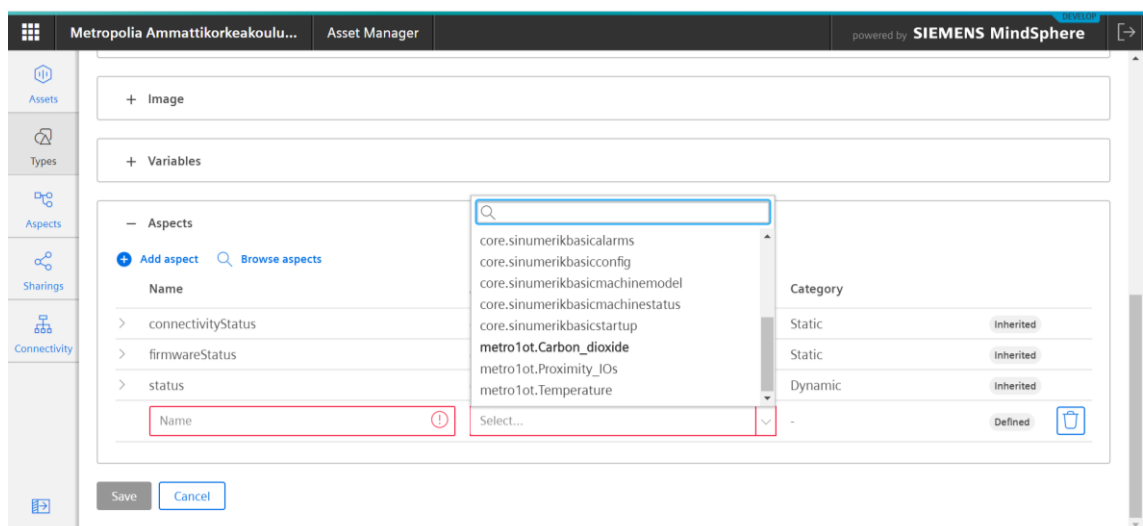 DEVELOP
Metropolia Ammattikorkeakoulu... Asset Manager powered by SIEMENS MindSphere
Assets
Types
Aspects
Sharings
Connectivity
+ Image
+ Variables
− Aspects
Add aspect Browse aspects
Name Category
connectivityStatus Static Inherited
firmwareStatus Static Inherited
status Dynamic Inherited
core.sinumerikbasicalarms
core.sinumerikbasicconfig
core.sinumerikbasicmachinemodel
core.sinumerikbasicmachinestatus
core.sinumerikbasicstartup
metro1ot.Carbon_dioxide
metro1ot.Proximity_IOs
metro1ot.Temperature
Name Select... - Defined
Save Cancel